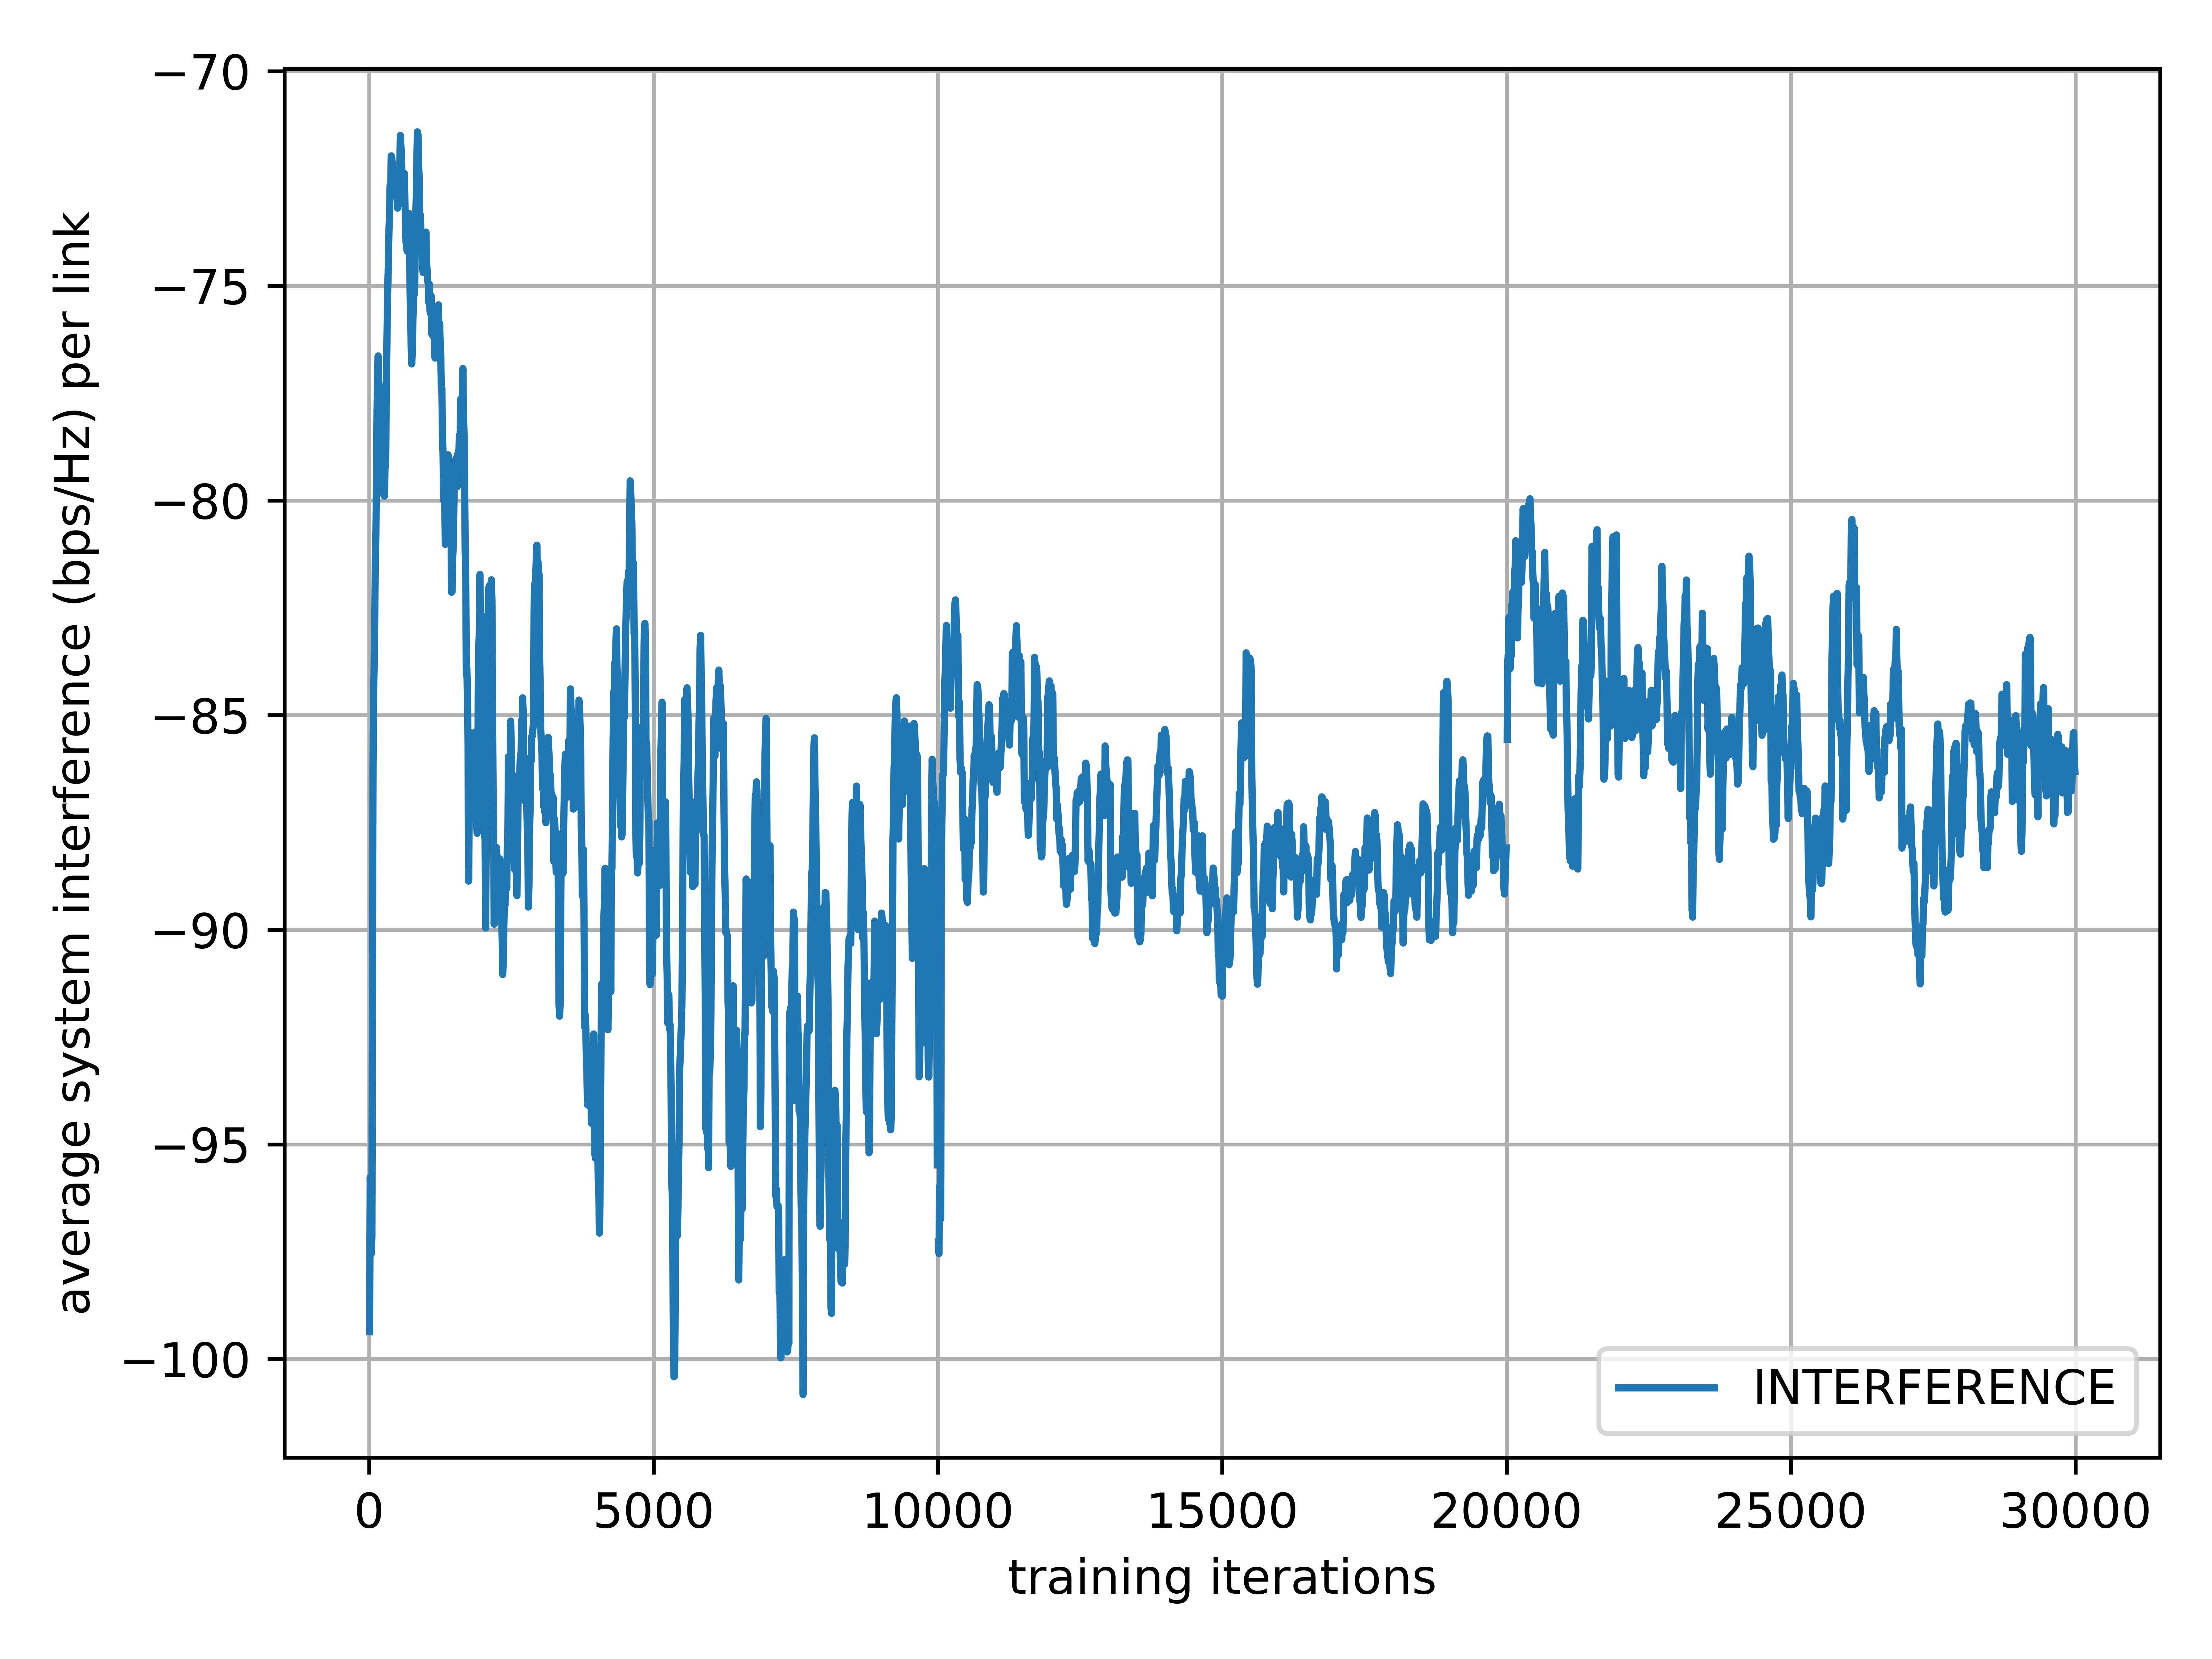 −70
−75
−80
−85
−90
−95
−100
average system interference (bps/Hz) per link
INTERFERENCE
0 5000 10000 15000 20000 25000 30000
training iterations